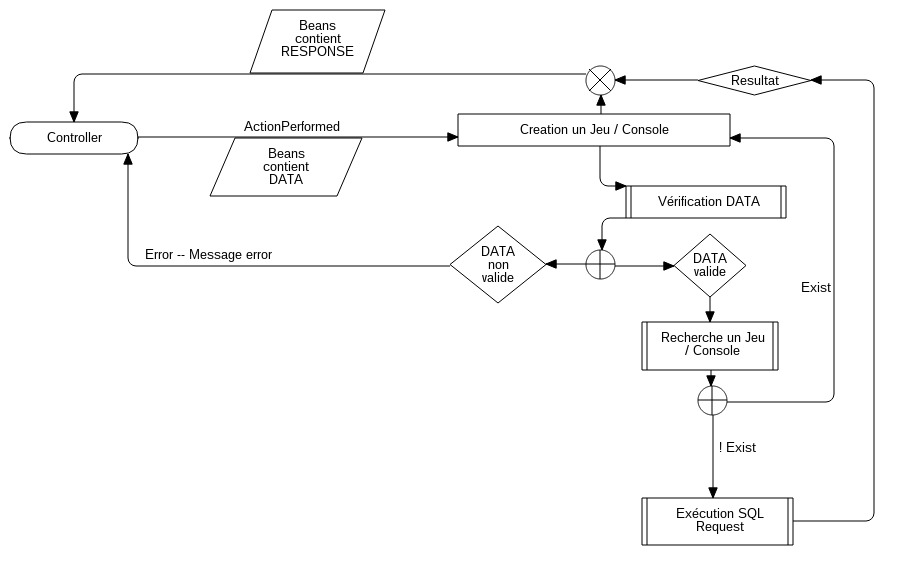 Beans
contient
RESPONSE
Resultat
Controller
ActionPerformed
Creation un Jeu / Console
Beans
contient
DATA
Vérification DATA
Error -- Message error
DATA
non
valide
DATA
valide
Exist
Recherche un Jeu
/ Console
! Exist
Exécution SQL
Request